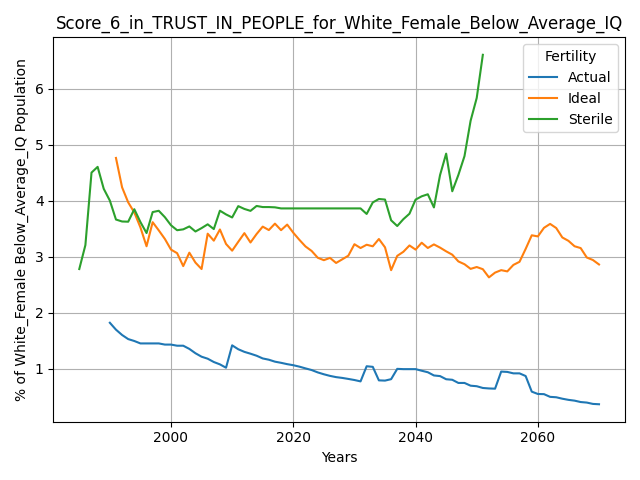 Score_6_in_TRUST_IN_PEOPLE_for_White_Female_Below_Average_IQ
% of White_Female Below_Average_IQ Population
6
5
4
3
2
1
Fertility
Actual
Ideal
Sterile
2000
2020
2040
2060
Years